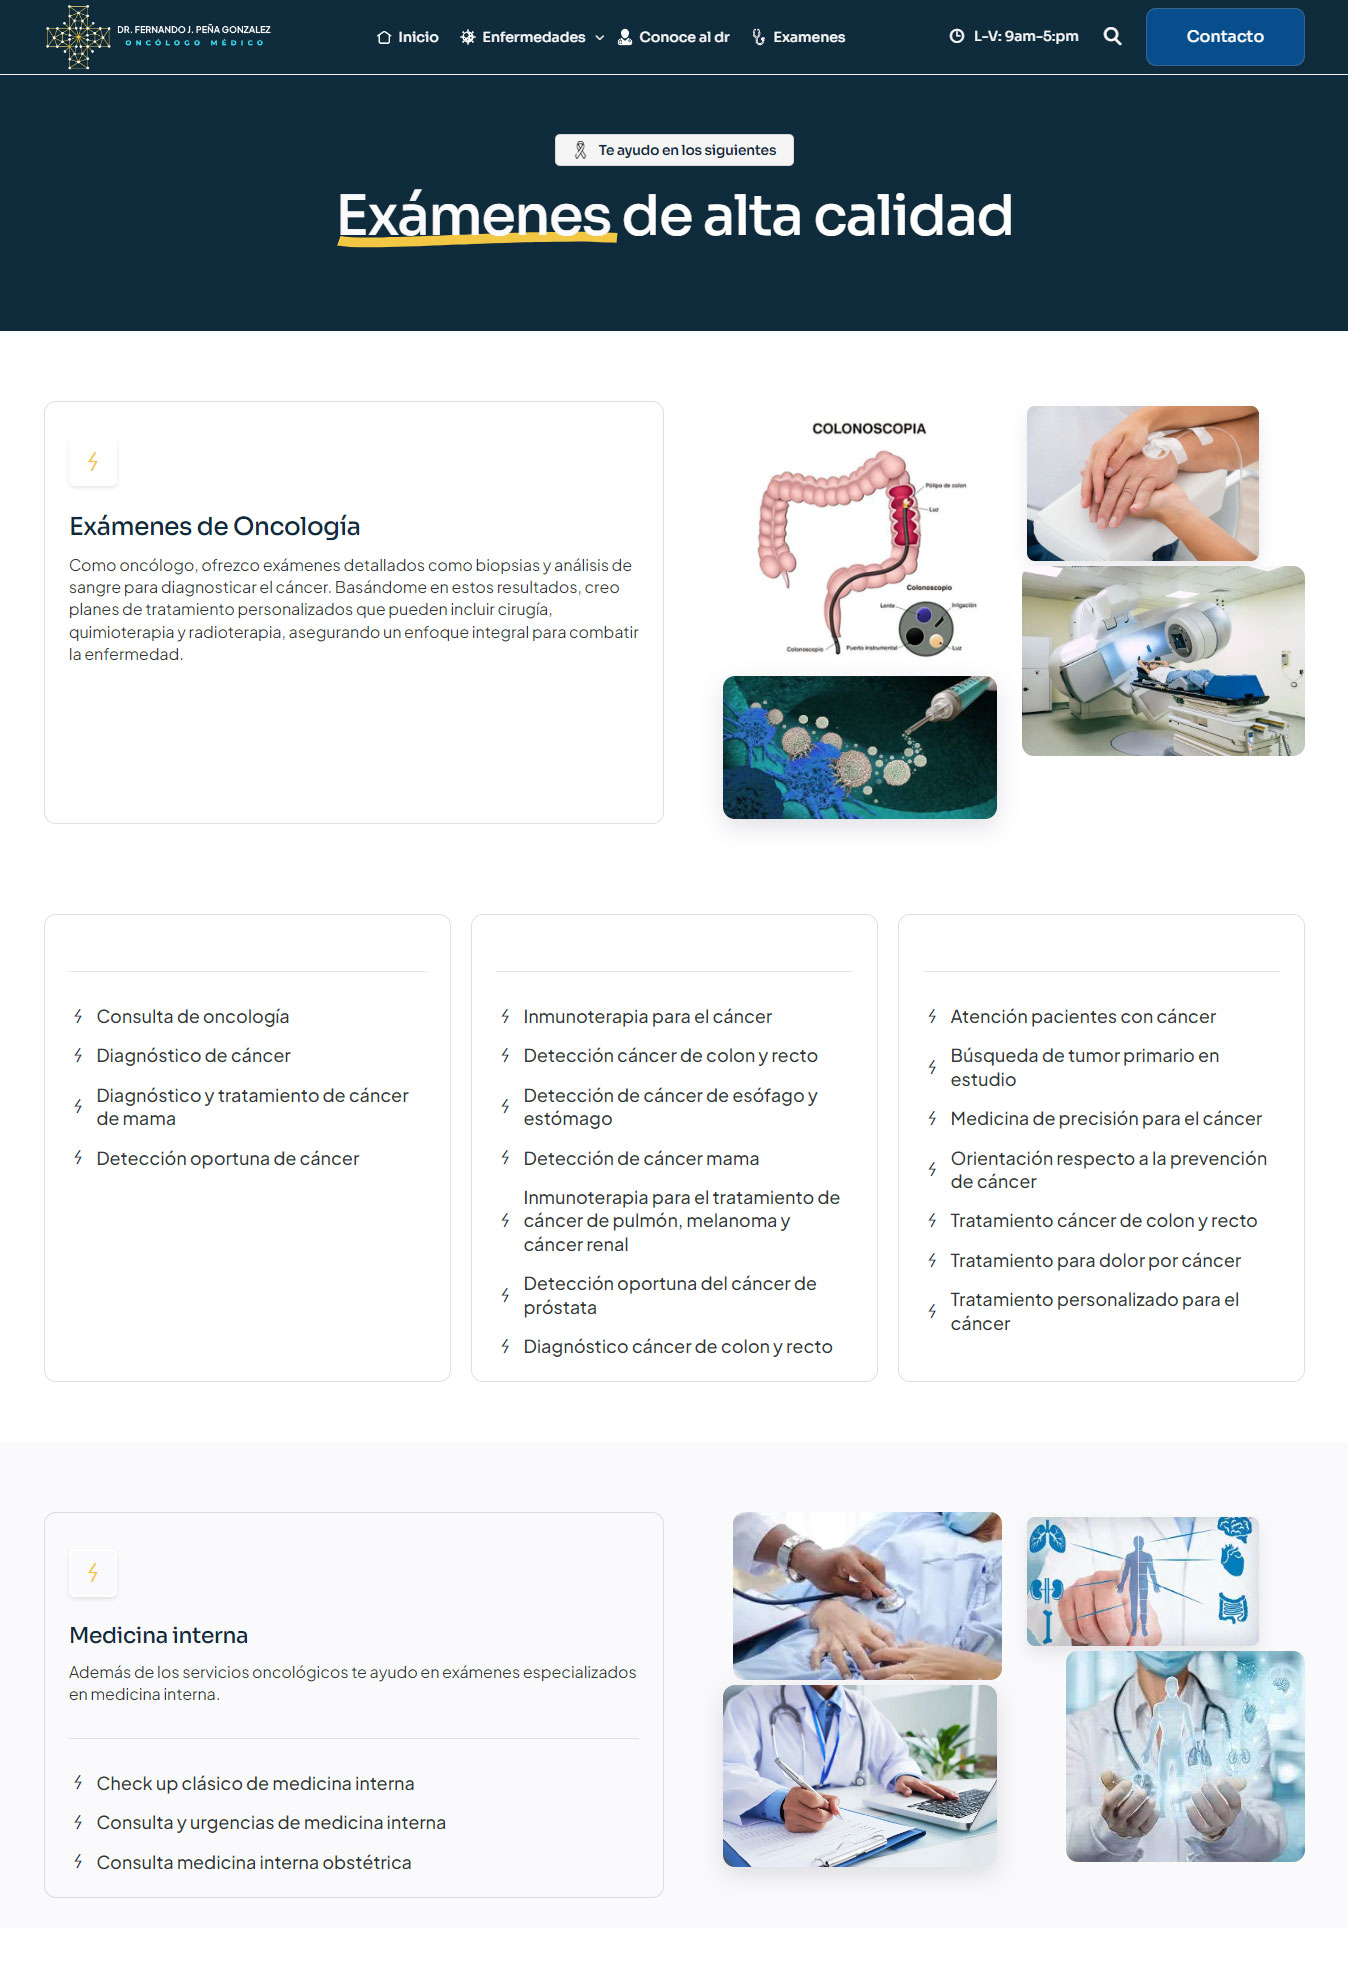 DR. FERNANDO J. PEÑA GONZALEZ
ONCÓLOGO MÉDICO
Inicio
Enfermedades
Conoce al dr
Examenes
L-V: 9am-5:pm
Contacto
Te ayudo en los siguientes
Exámenes de alta calidad
Exámenes de Oncología
Como oncólogo, ofrezco exámenes detallados como biopsias y análisis de
sangre para diagnosticar el cáncer. Basándome en estos resultados, creo
planes de tratamiento personalizados que pueden incluir cirugía,
quimioterapia y radioterapia, asegurando un enfoque integral para combatir
la enfermedad.
COLONOSCOPIA
Pólipo de colon
Luz
Colonoscopio
Lente
Irrigación
Colonoscopio
Puerto instrumental
Luz
Consulta de oncología
Diagnóstico de cáncer
Diagnóstico y tratamiento de cáncer
de mama
Detección oportuna de cáncer
Inmunoterapia para el cáncer
Detección cáncer de colon y recto
Detección de cáncer de esófago y
estómago
Detección de cáncer mama
Inmunoterapia para el tratamiento de
cáncer de pulmón, melanoma y
cáncer renal
Detección oportuna del cáncer de
próstata
Diagnóstico cáncer de colon y recto
Atención pacientes con cáncer
Búsqueda de tumor primario en
estudio
Medicina de precisión para el cáncer
Orientación respecto a la prevención
de cáncer
Tratamiento cáncer de colon y recto
Tratamiento para dolor por cáncer
Tratamiento personalizado para el
cáncer
Medicina interna
Además de los servicios oncológicos te ayudo en exámenes especializados
en medicina interna.
Check up clásico de medicina interna
Consulta y urgencias de medicina interna
Consulta medicina interna obstétrica